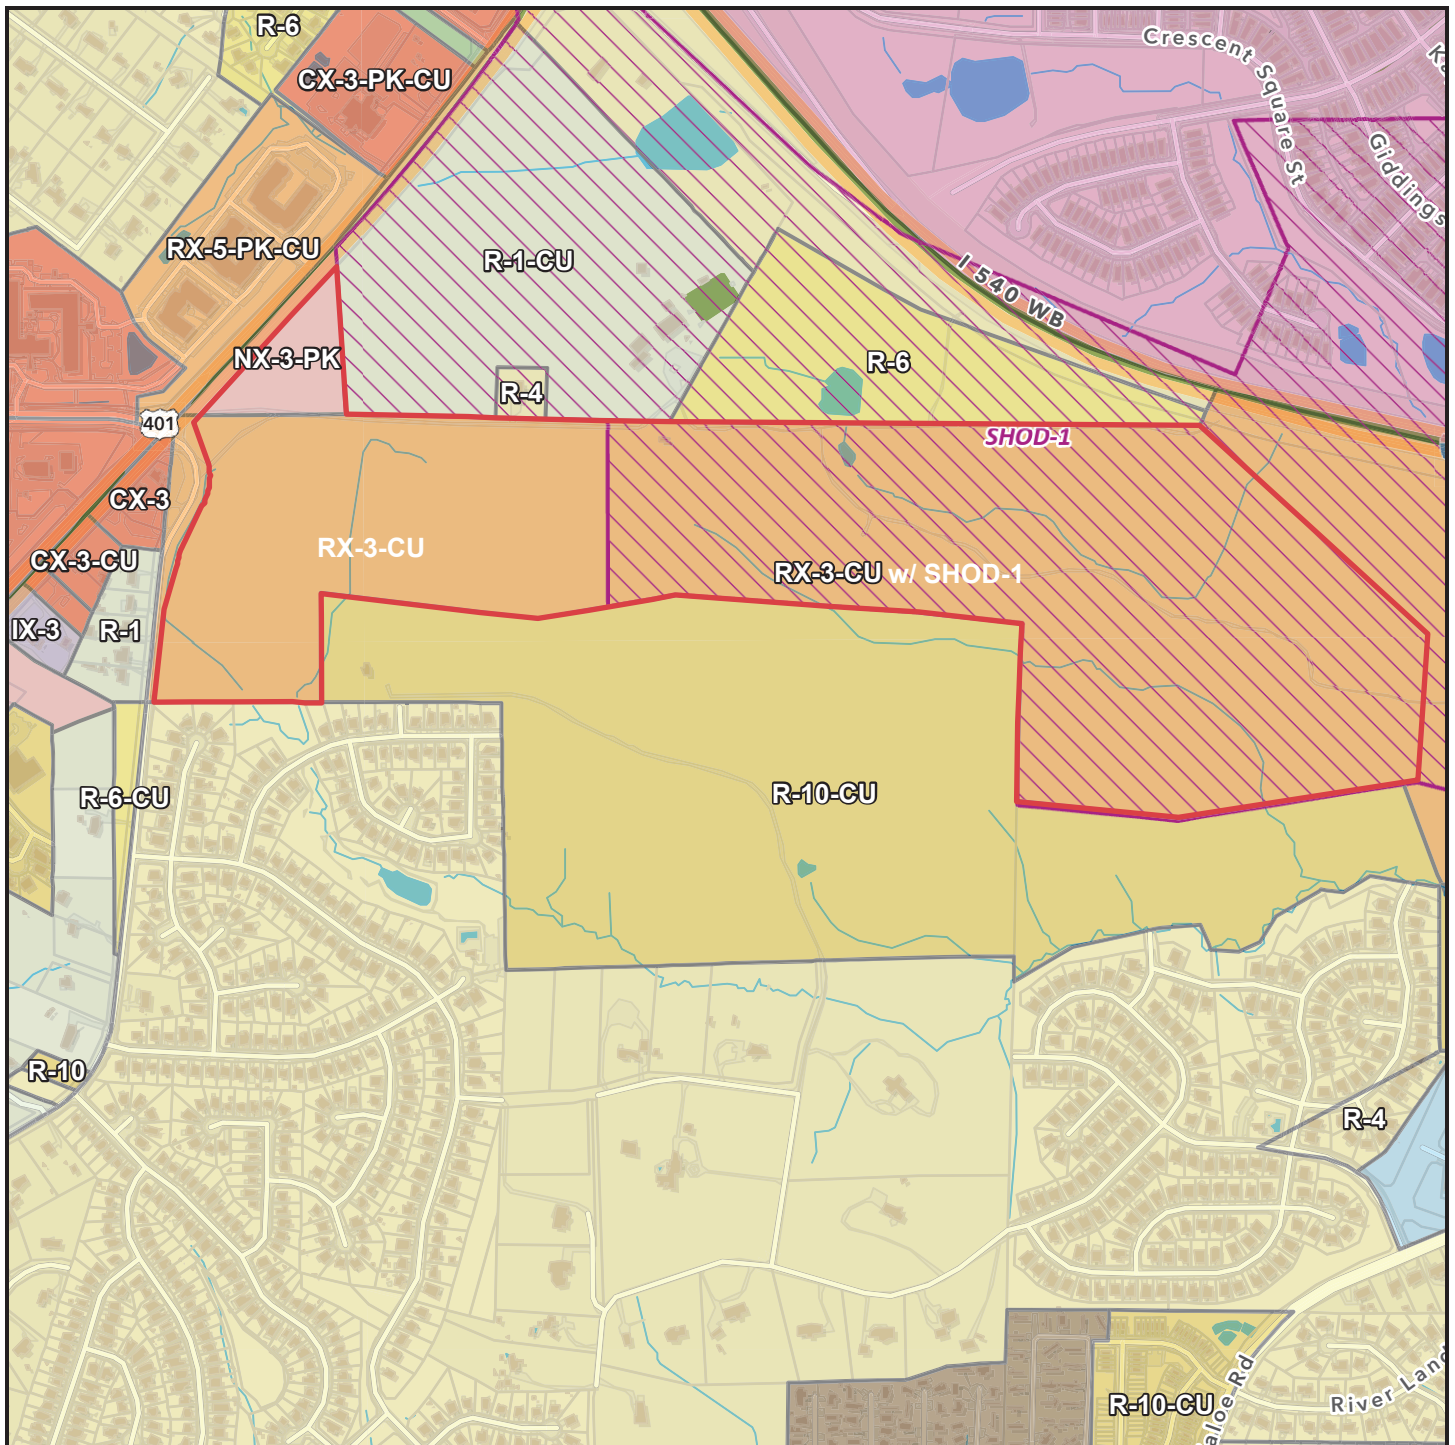 R-6
CX-3-PK-CU
Crescent Square St
Giddings
RX-5-PK-CU
R-1-CU
I 540 WB
NX-3-PK
R-6
R-4
401
SHOD-1
CX-3
RX-3-CU
CX-3-CU
RX-3-CU w/ SHOD-1
IX-3
R-1
R-6-CU
R-10-CU
R-10
R-4
R-10-CU
aloe Rd
River Land